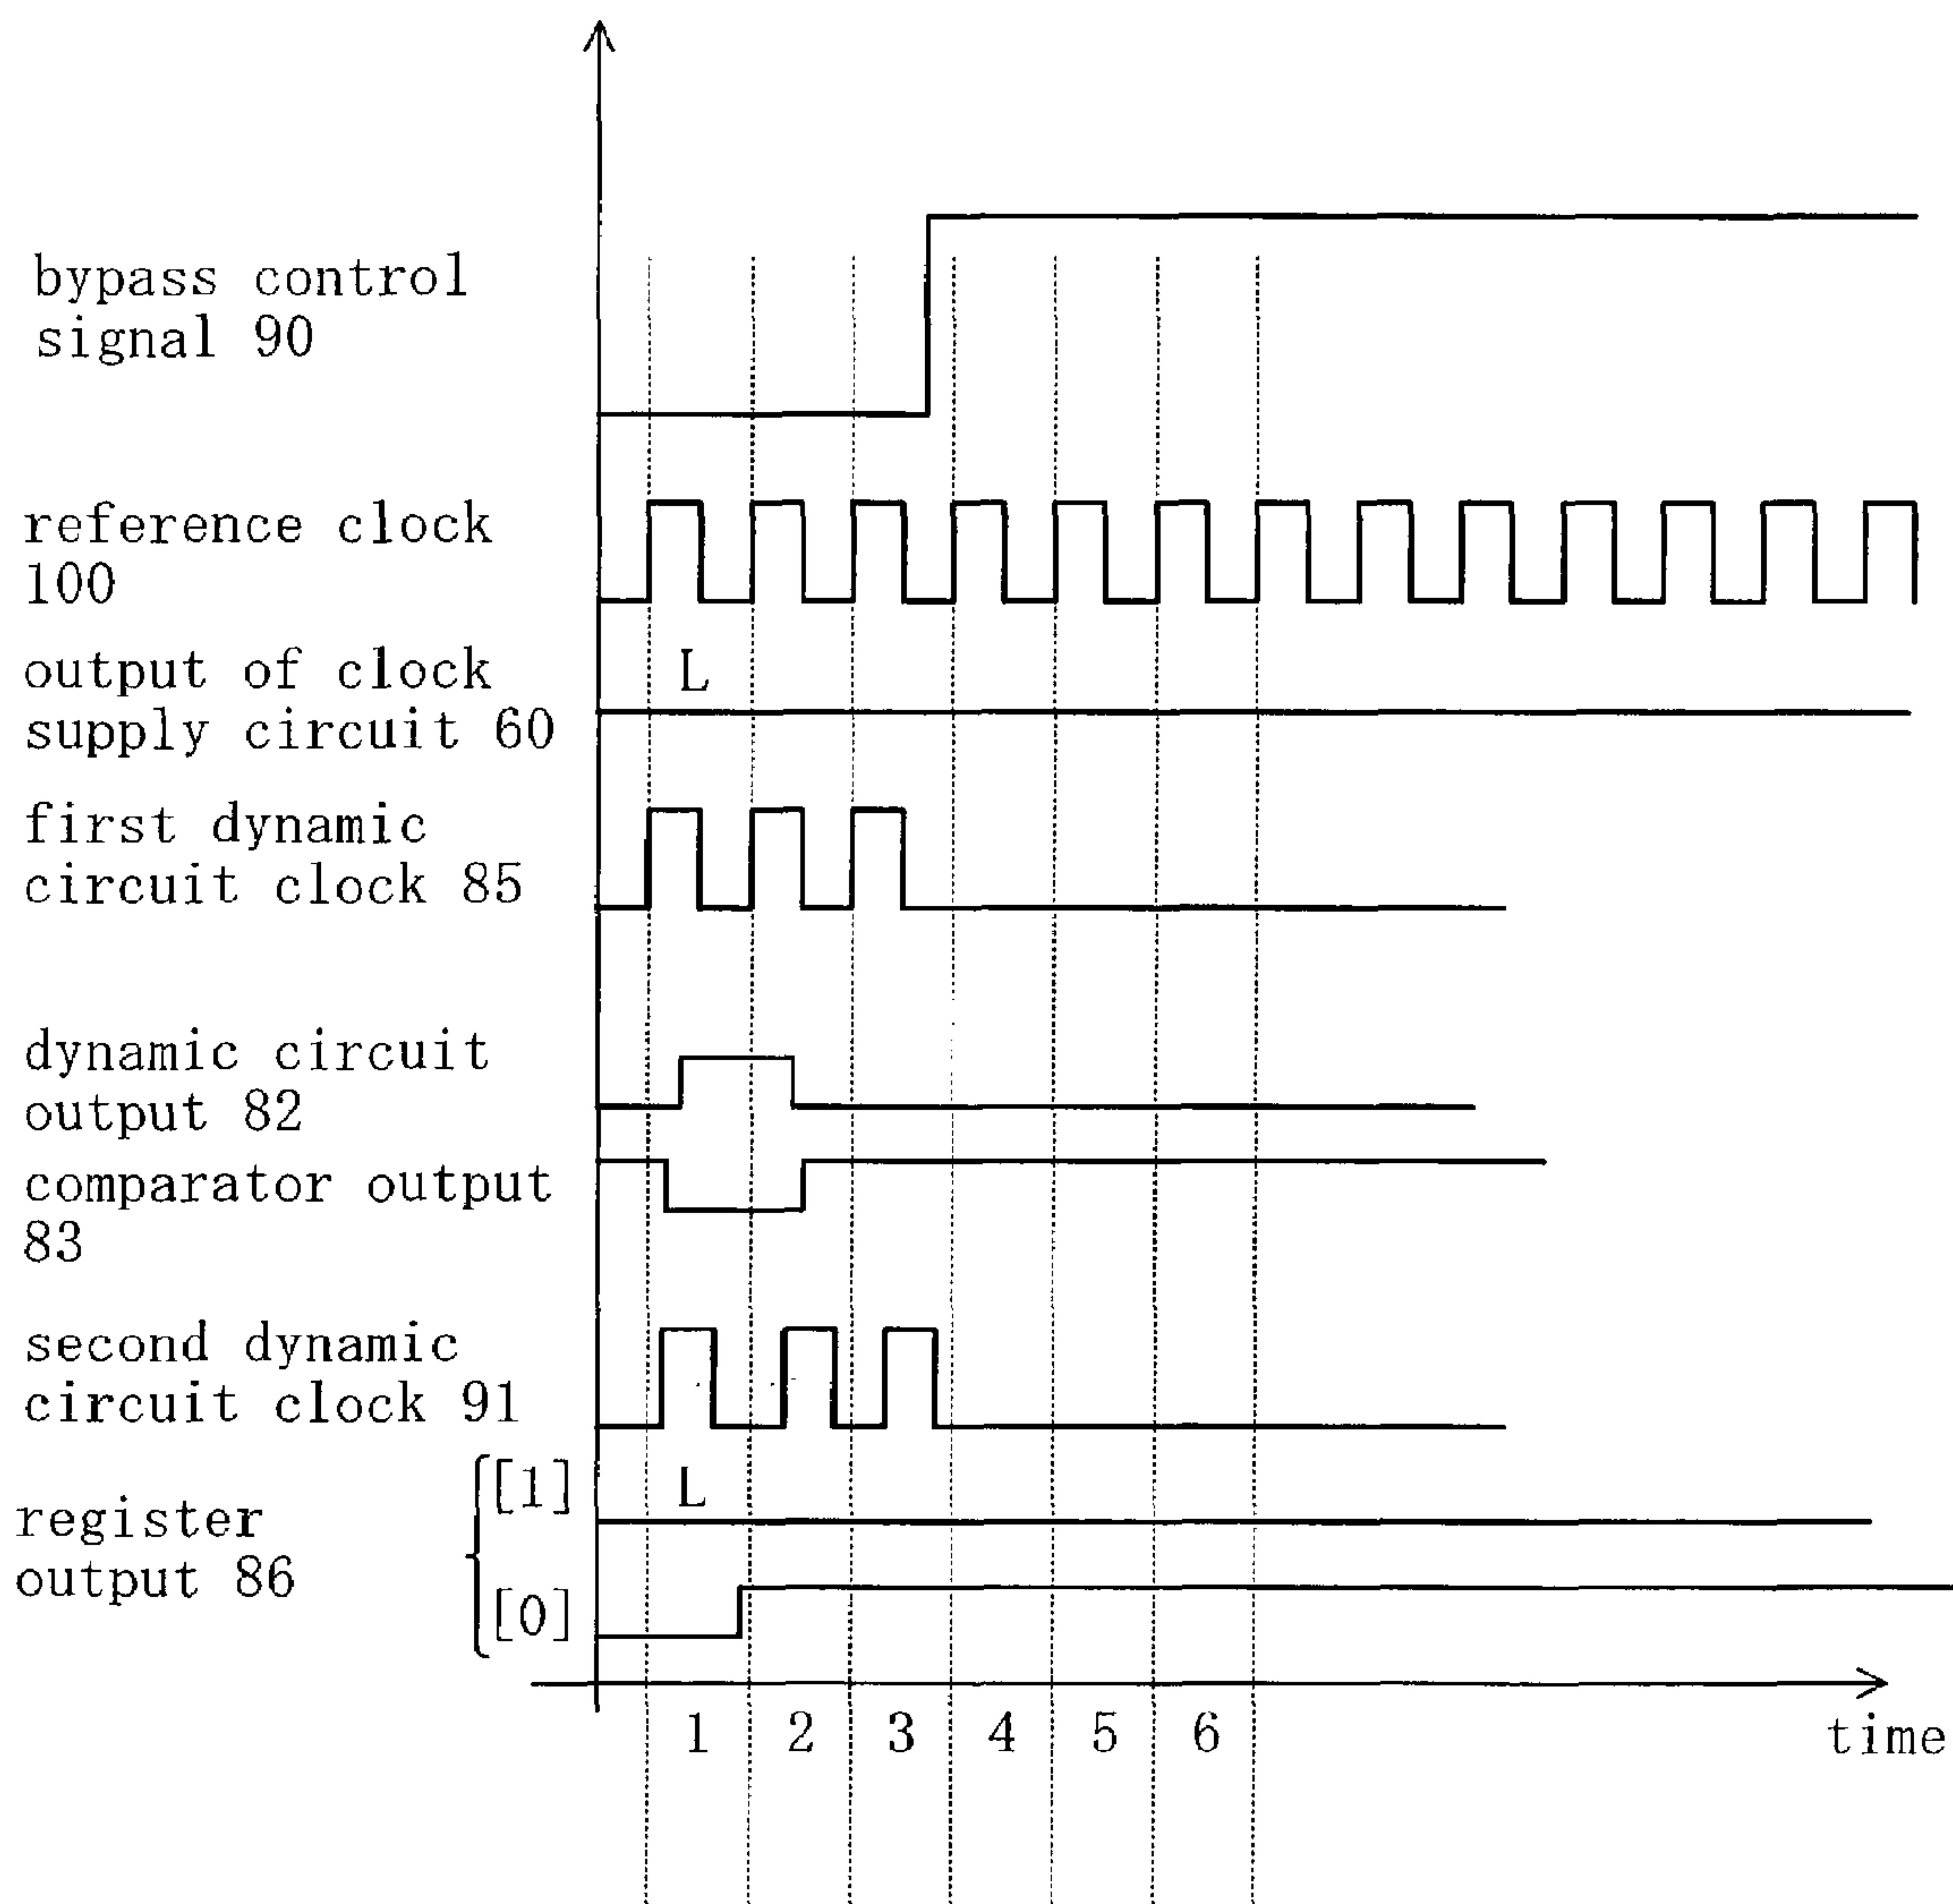 bypass control
signal 90
reference clock
100
output of clock
supply circuit 60
L
first dynamic
circuit clock 85
dynamic circuit
output 82
comparator output
83
second dynamic
circuit clock 91
register
output 86
[1]
L
[0]
1 2 3 4 5 6
time